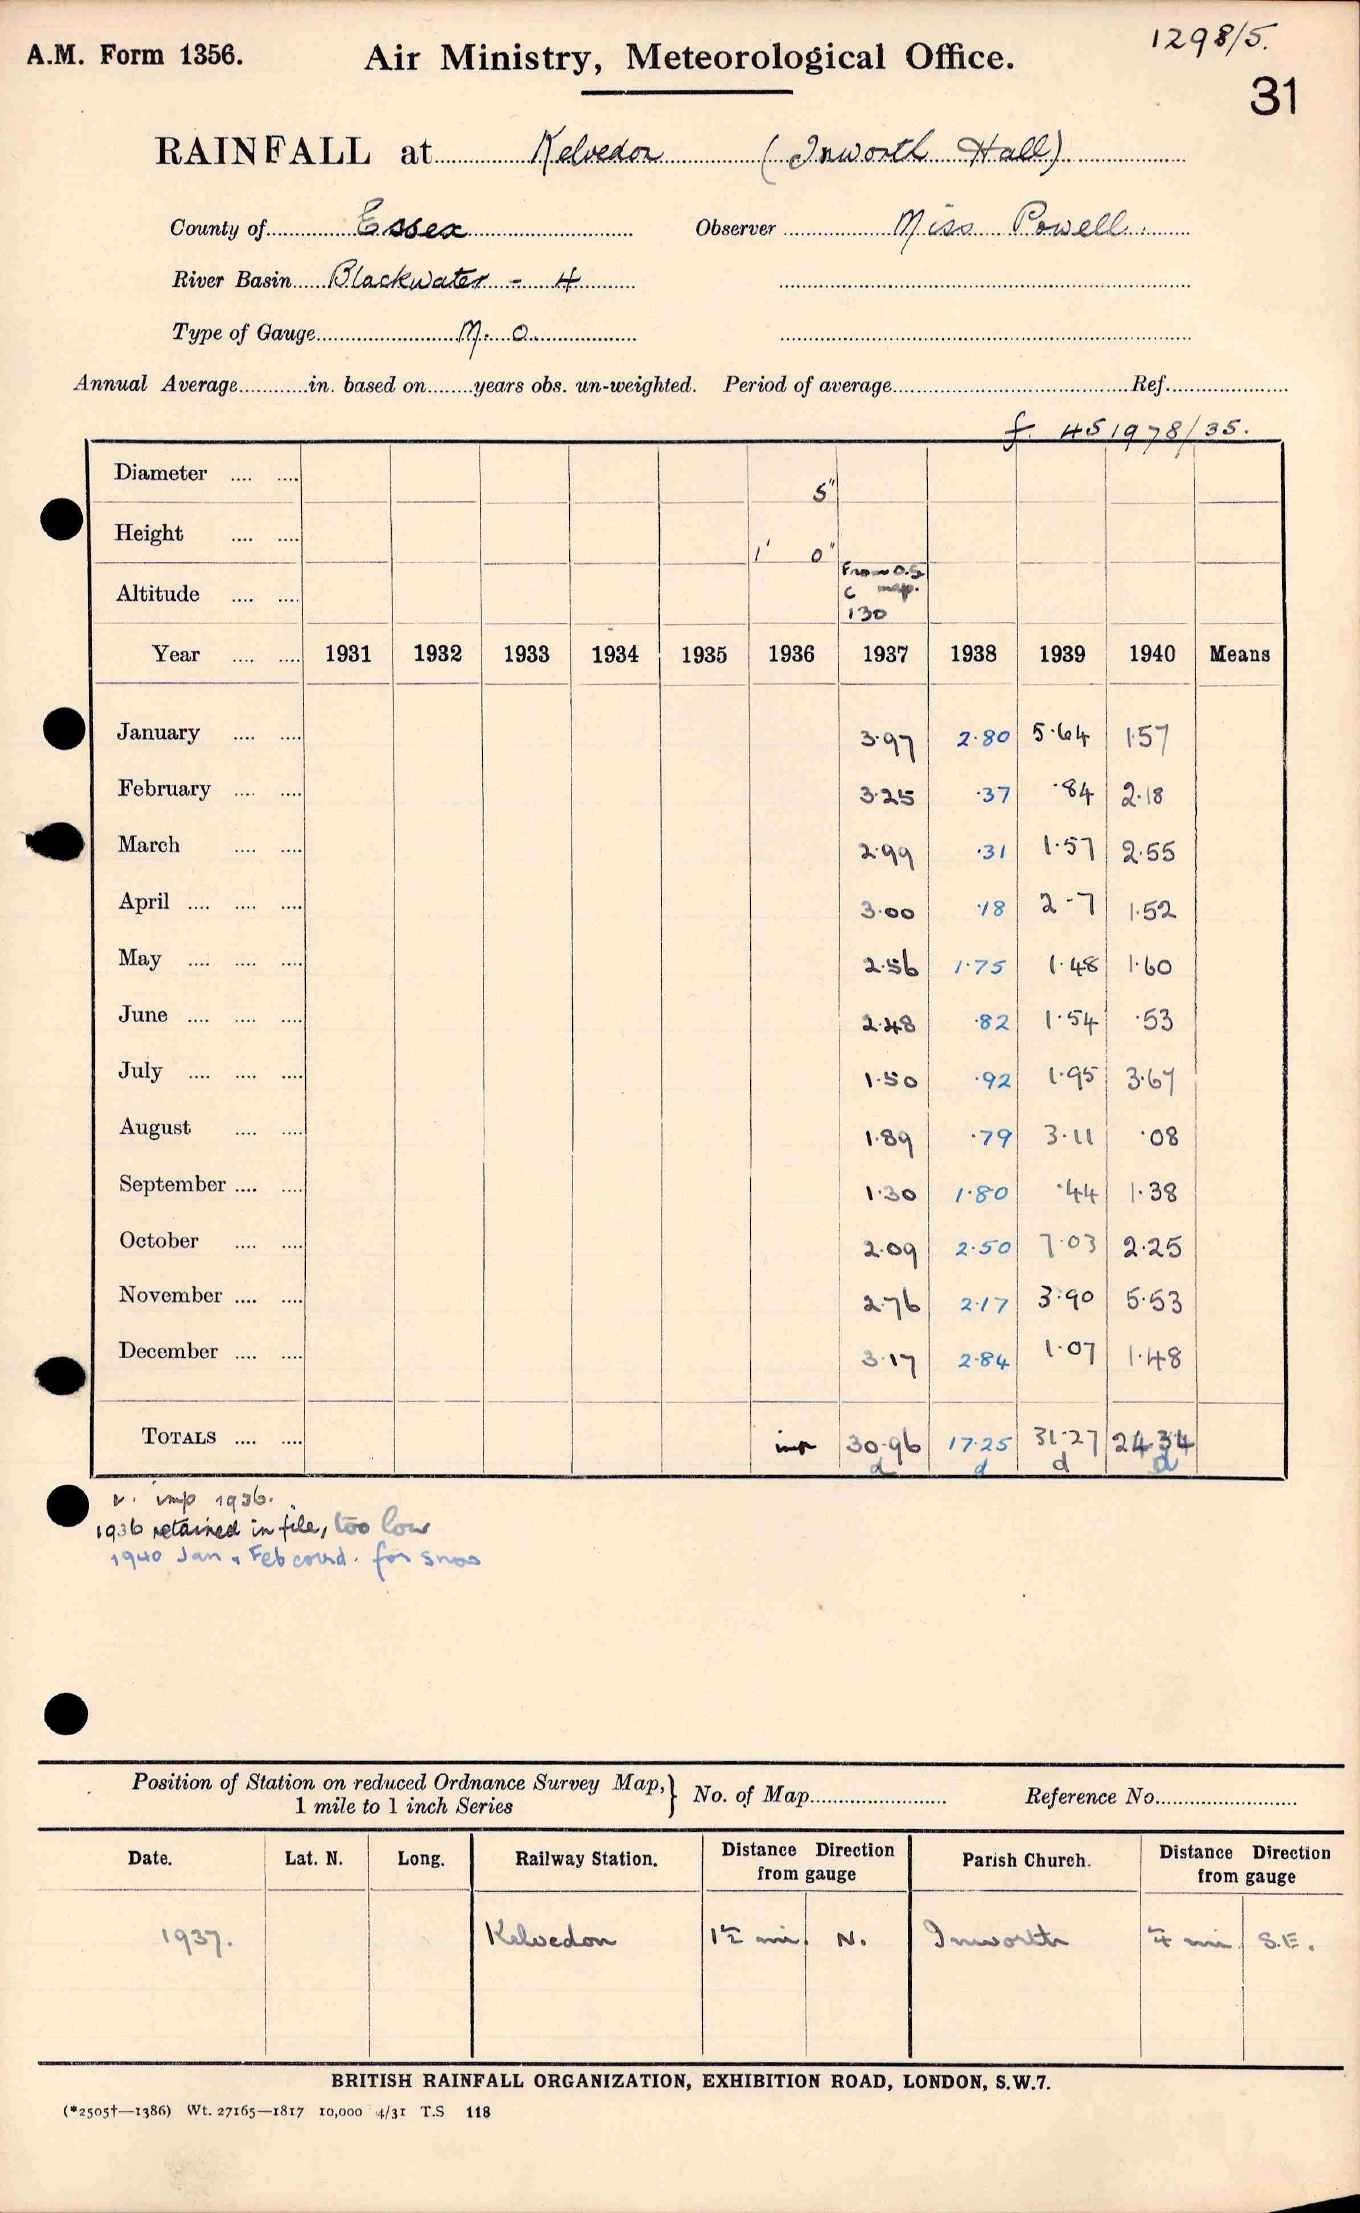 A.M. Form 1356.
Air Ministry, Meteorological Office.
1298/5.
31
RAINFALL at Kelvedon (Inworth Hall)
County of Essex Observer Miss Powell.
River Basin Blackwater - 4
Type of Gauge M. O.
Annual Average in. based on years obs. un-weighted. Period of average Ref.
f. 451978/35.
Diameter 5"
Height 1' 0"
Altitude From O.S. map. C 130
Year 1931 1932 1933 1934 1935 1936 1937 1938 1939 1940 Means
January 3.97 2.80 5.64 1.57
February 3.25 .37 .84 2.18
March 2.99 .31 1.57 2.55
April 3.00 .18 2.7 1.52
May 2.56 1.75 1.48 1.60
June 2.48 .82 1.54 .53
July 1.50 .92 1.95 3.67
August 1.89 .79 3.11 .08
September 1.30 1.80 .44 1.38
October 2.09 2.50 7.03 2.25
November 2.76 2.17 3.90 5.53
December 3.17 2.84 1.07 1.48
TOTALS imp 30.96 17.25 31.27 24.34
d d d d
v. imp 1936.
1936 retained in file, too low
1940 Jan & Feb corrd. for snow
Position of Station on reduced Ordnance Survey Map, 1 mile to 1 inch Series } No. of Map Reference No.
Date. Lat. N. Long. Railway Station. Distance Direction from gauge Parish Church. Distance Direction from gauge
1937. Kelvedon 1½ mi. N. Inworth ¼ mi. S.E.
BRITISH RAINFALL ORGANIZATION, EXHIBITION ROAD, LONDON, S.W.7.
(*2505†—1386) Wt. 27165—1817 10,000 4/31 T.S 118